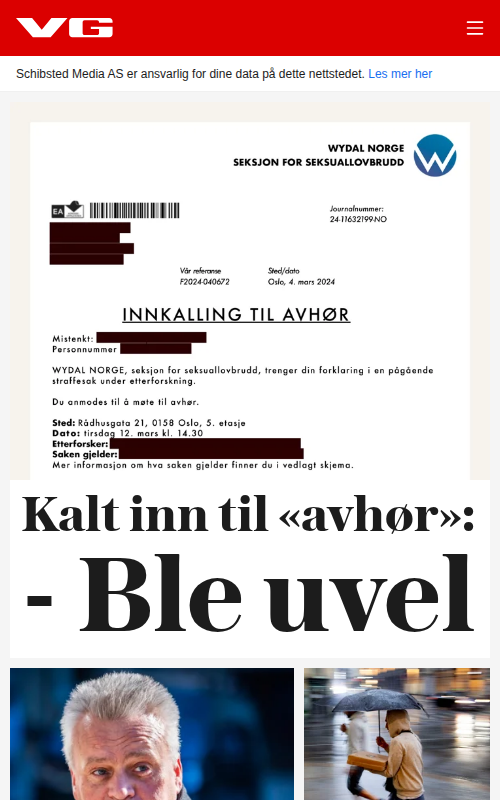 VG
Schibsted Media AS er ansvarlig for dine data på dette nettstedet. Les mer her
WYDAL NORGE
SEKSJON FOR SEKSUALLOVBRUDD
W
EA
Journalnummer:
24-11632199-NO
Vår referanse
Sted/dato
F2024-040672
Oslo, 4. mars 2024
INNKALLING TIL AVHØR
Mistenkt:
Personnummer
WYDAL NORGE, seksjon for seksuallovbrudd, trenger din forklaring i en pågående
straffesak under etterforskning.
Du anmodes til å møte til avhør.
Sted: Rådhusgata 21, 0158 Oslo, 5. etasje
Dato: tirsdag 12. mars kl. 14.30
Etterforsker:
Saken gjelder:
Mer informasjon om hva saken gjelder finner du i vedlagt skjema.
Kalt inn til «avhør»:
- Ble uvel